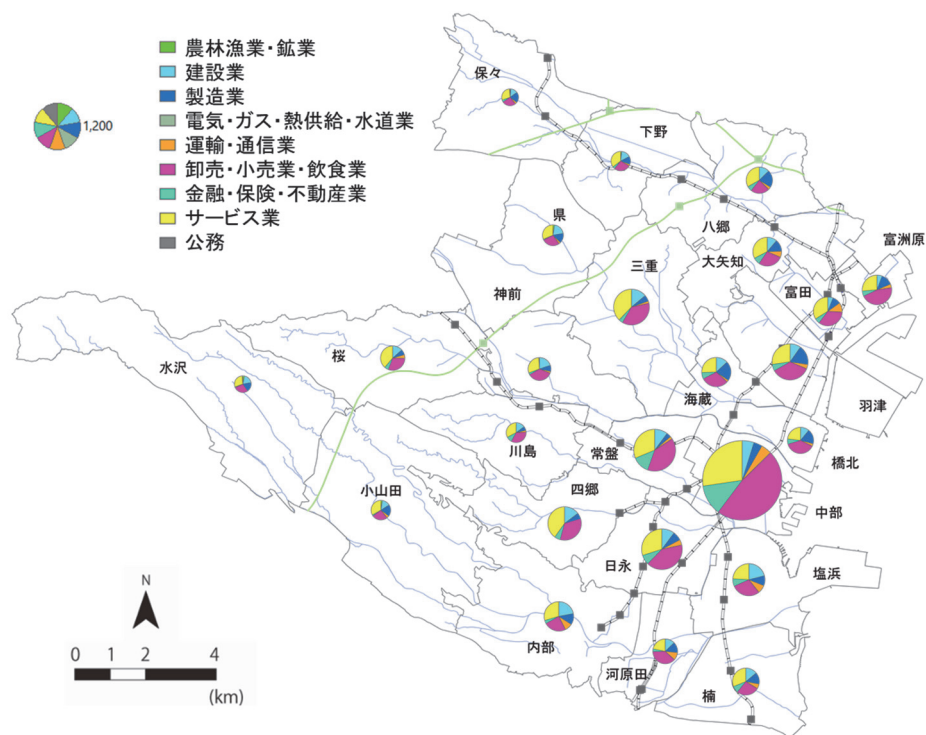 農林漁業・鉱業
建設業
製造業
電気・ガス・熱供給・水道業
運輸・通信業
卸売・小売業・飲食業
金融・保険・不動産業
サービス業
公務
1,200
保々
下野
県
八郷
大矢知
富洲原
三重
神前
富田
桜
水沢
海蔵
羽津
川島
常盤
橋北
小山田
四郷
中部
日永
塩浜
内部
河原田
楠
N
0 1 2 4
(km)